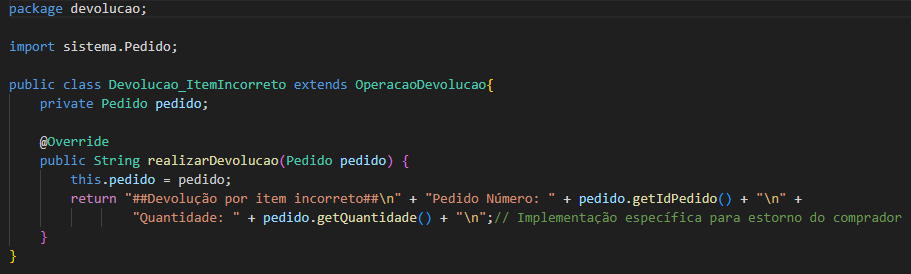 package devolucao;
import sistema.Pedido;
public class Devolucao_ItemIncorreto extends OperacaoDevolucao{
private Pedido pedido;
@Override
public String realizarDevolucao(Pedido pedido) {
this.pedido = pedido;
return "##Devolução por item incorreto##\n" + "Pedido Número: " + pedido.getIdPedido() + "\n" +
"Quantidade: " + pedido.getQuantidade() + "\n";// Implementação específica para estorno do comprador
}
}